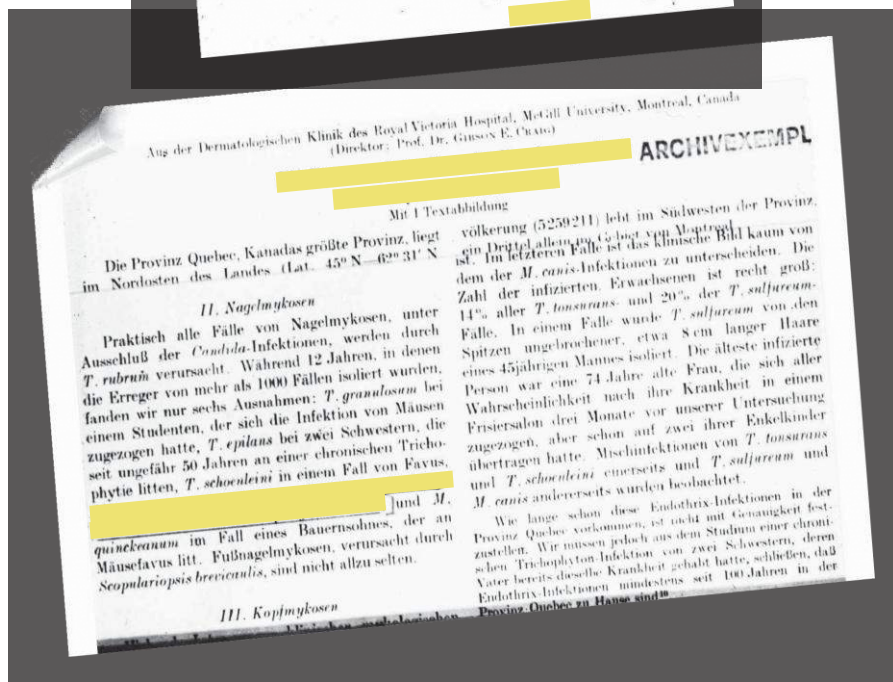 Aus der Dermatologischen Klinik des Royal Victoria Hospital, McGill University, Montreal, Canada
(Direktor: Prof. Dr. GIBSON E. CRAIG)
ARCHIVEXEMPL
Mit 1 Textabbildung
Die Provinz Quebec, Kanadas größte Provinz, liegt
im Nordosten des Landes (Lat. 45° N—62° 31′ N
II. Nagelmykosen
Praktisch alle Fälle von Nagelmykosen, unter
Ausschluß der Candida-Infektionen, werden durch
T. rubrum verursacht. Während 12 Jahren, in denen
die Erreger von mehr als 1000 Fällen isoliert wurden,
fanden wir nur sechs Ausnahmen: T. granulosum bei
einem Studenten, der sich die Infektion von Mäusen
zugezogen hatte, T. epilans bei zwei Schwestern, die
seit ungefähr 50 Jahren an einer chronischen Tricho-
phytie litten, T. schoenleini in einem Fall von Favus,
und M.
quinckeanum im Fall eines Bauernsohnes, der an
Mäusefavus litt. Fußnagelmykosen, verursacht durch
Scopulariopsis brevicaulis, sind nicht allzu selten.
III. Kopfmykosen
völkerung (5259211) lebt im Südwesten der Provinz,
ein Drittel allein im Gebiet von Montreal
ist. Im letzteren Falle ist das klinische Bild kaum von
dem der M. canis-Infektionen zu unterscheiden. Die
Zahl der infizierten Erwachsenen ist recht groß:
14% aller T. tonsurans- und 20% der T. sulfureum-
Fälle. In einem Falle wurde T. sulfureum von den
Spitzen ungebrochener, etwa 8 cm langer Haare
eines 45jährigen Mannes isoliert. Die älteste infizierte
Person war eine 74 Jahre alte Frau, die sich aller
Wahrscheinlichkeit nach ihre Krankheit in einem
Frisiersalon drei Monate vor unserer Untersuchung
zugezogen, aber schon auf zwei ihrer Enkelkinder
übertragen hatte. Mischinfektionen von T. tonsurans
und T. schoenleini einerseits und T. sulfureum und
M. canis andererseits wurden beobachtet.
Wie lange schon diese Endothrix-Infektionen in der
Provinz Quebec vorkommen, ist nicht mit Genauigkeit fest-
zustellen. Wir müssen jedoch aus dem Studium einer chroni-
schen Trichophyton-Infektion von zwei Schwestern, deren
Vater bereits dieselbe Krankheit gehabt hatte, schließen, daß
Endothrix-Infektionen mindestens seit 100 Jahren in der
Provinz Quebec zu Hause sind